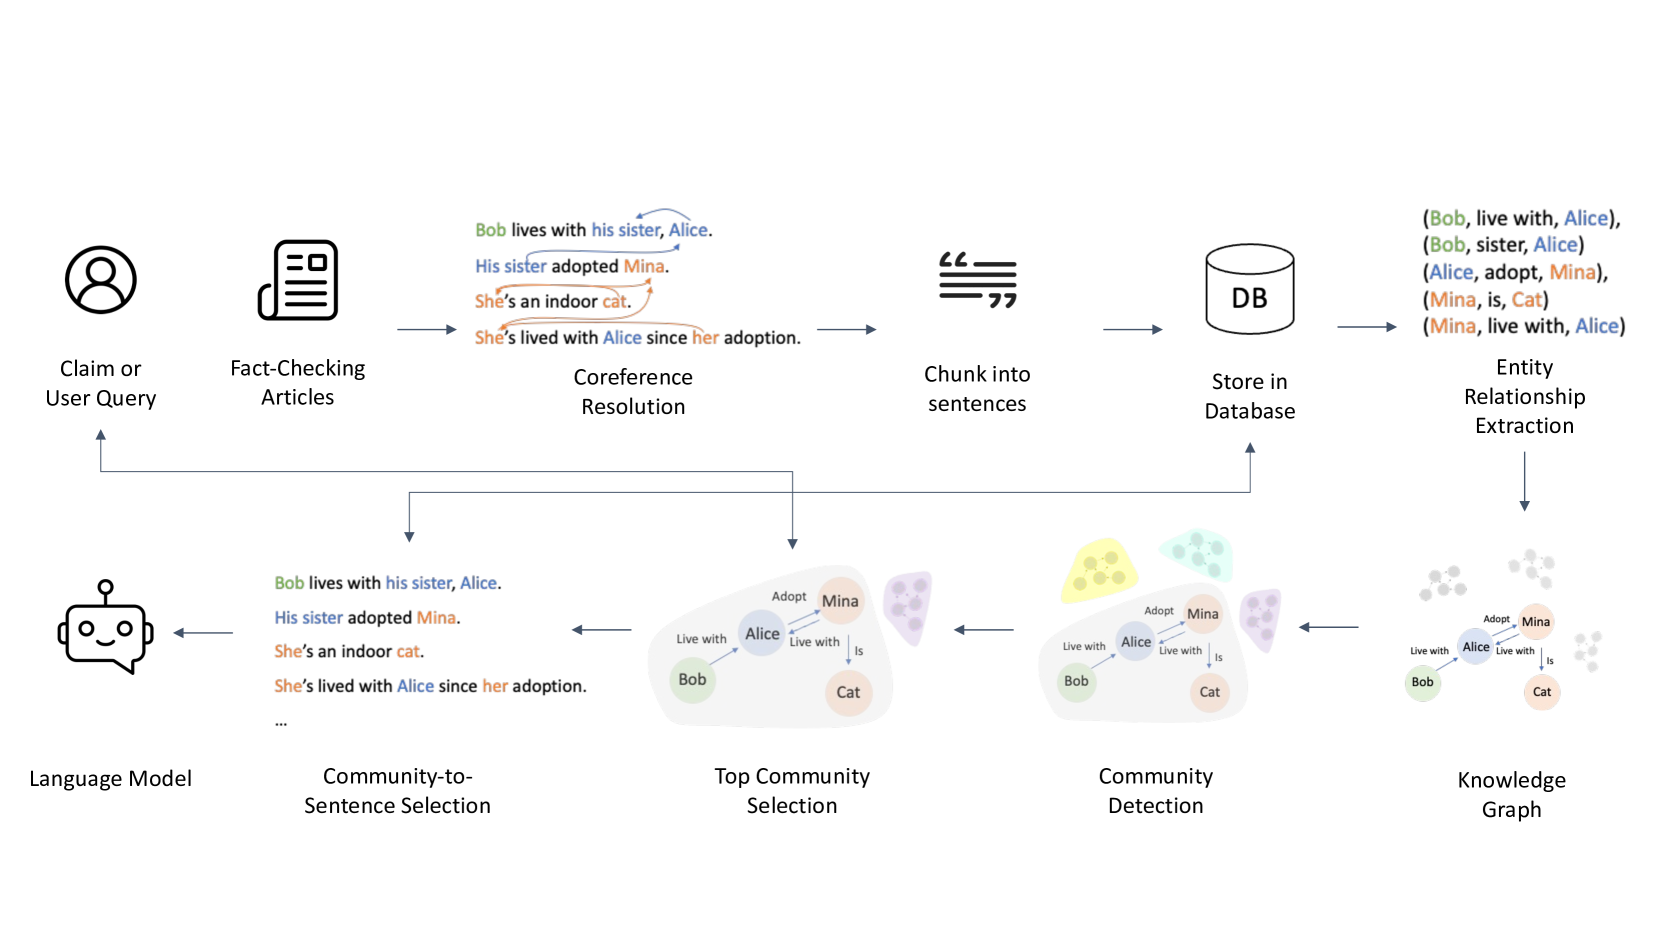 Bob lives with his sister, Alice.
His sister adopted Mina.
She's an indoor cat.
She's lived with Alice since her adoption.
Claim or
User Query
Fact-Checking
Articles
Coreference
Resolution
Chunk into
sentences
DB
Store in
Database
(Bob, live with, Alice),
(Bob, sister, Alice)
(Alice, adopt, Mina),
(Mina, is, Cat)
(Mina, live with, Alice)
Entity
Relationship
Extraction
Language Model
Bob lives with his sister, Alice.
His sister adopted Mina.
She's an indoor cat.
She's lived with Alice since her adoption.
...
Community-to-
Sentence Selection
Adopt
Mina
Alice
Live with
Live with
Is
Bob
Cat
Top Community
Selection
Adopt
Mina
Alice
Live with
Live with
Is
Bob
Cat
Community
Detection
Adopt
Mina
Alice
Live with
Live with
Is
Bob
Cat
Knowledge
Graph